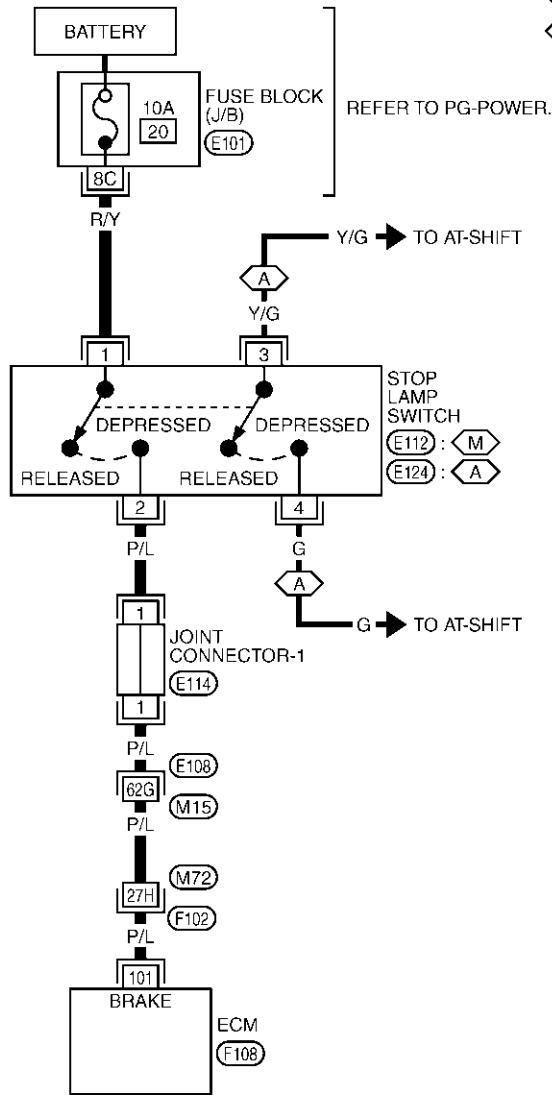 BATTERY
10A
20
FUSE BLOCK
(J/B)
E101
REFER TO PG-POWER.
8C
R/Y
Y/G
TO AT-SHIFT
A
Y/G
1
3
STOP
LAMP
SWITCH
DEPRESSED
DEPRESSED
E112 : M
RELEASED
RELEASED
E124 : A
2
4
P/L
G
A
1
G
TO AT-SHIFT
JOINT
CONNECTOR-1
E114
1
P/L
E108
62G
M15
P/L
M72
27H
F102
P/L
101
BRAKE
ECM
F108